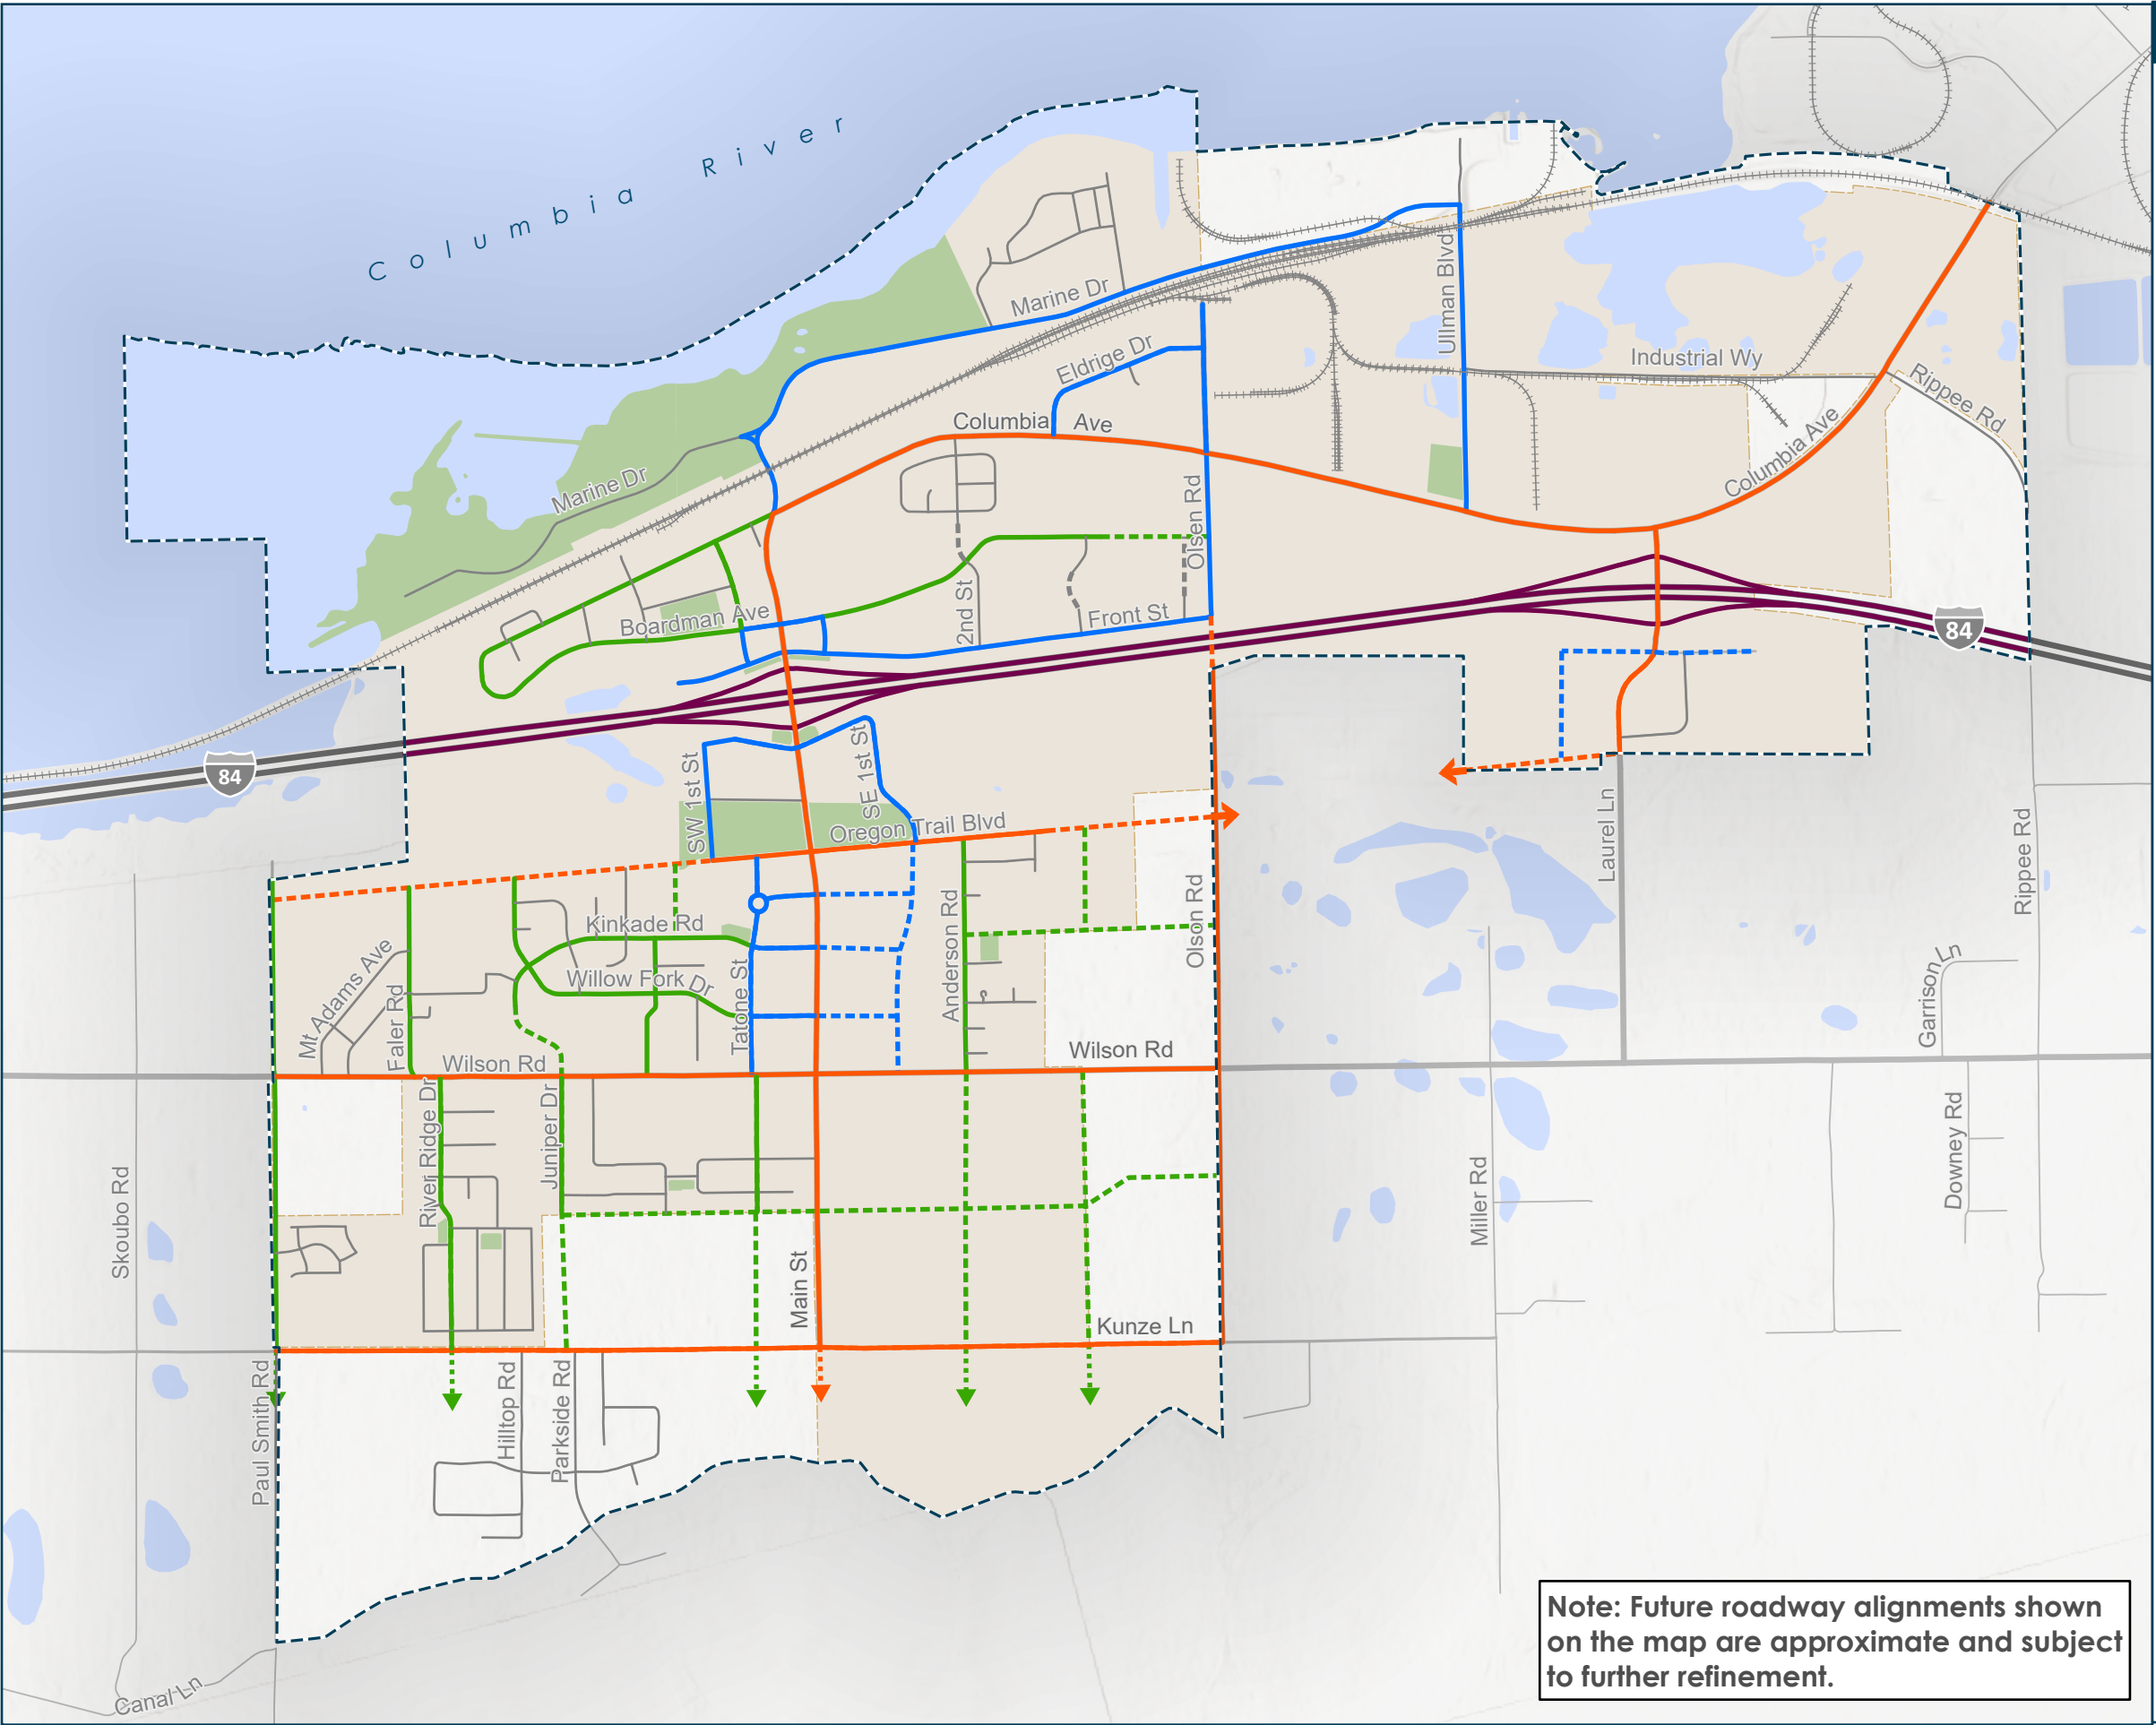 Columbia River
Marine Dr
Ullman Blvd
Eldrige Dr
Industrial Wy
Rippee Rd
Columbia Ave
Columbia Ave
Marine Dr
Olsen Rd
2nd St
Boardman Ave
Front St
84
84
SW 1st St
SE 1st St
Oregon Trail Blvd
Laurel Ln
Rippee Rd
Kinkade Rd
Anderson Rd
Olson Rd
Mt Adams Ave
Willow Fork Dr
Garrison Ln
Faler Rd
Tatone St
Wilson Rd
Wilson Rd
River Ridge Dr
Juniper Dr
Downey Rd
Skoubo Rd
Miller Rd
Main St
Kunze Ln
Paul Smith Rd
Hilltop Rd
Parkside Rd
Canal Ln
Note: Future roadway alignments shown
on the map are approximate and subject
to further refinement.